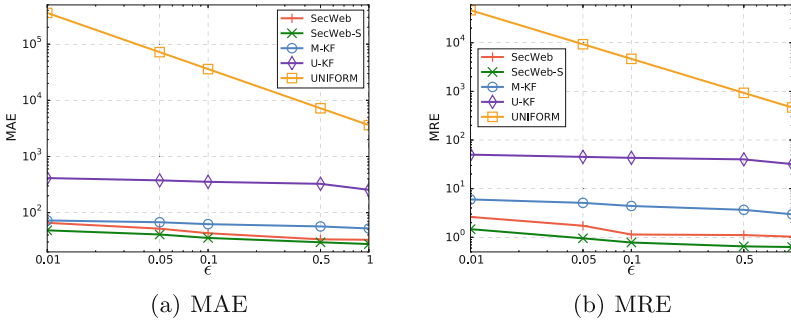 SecWeb
SecWeb-S
M-KF
U-KF
UNIFORM
MAE
10^5
10^4
10^3
10^2
0.01
0.05
0.1
0.5
1
ϵ
(a) MAE
SecWeb
SecWeb-S
M-KF
U-KF
UNIFORM
MRE
10^4
10^3
10^2
10^1
10^0
0.01
0.05
0.1
0.5
ϵ
(b) MRE